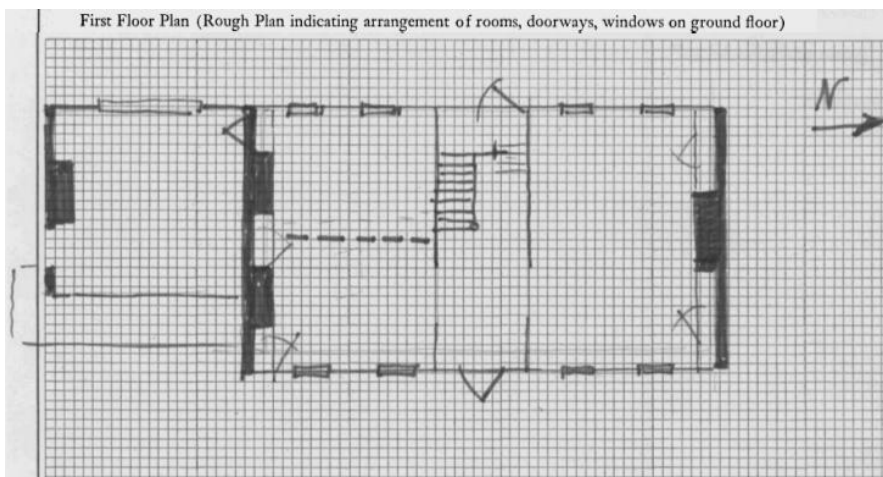 First Floor Plan (Rough Plan indicating arrangement of rooms, doorways, windows on ground floor)
N